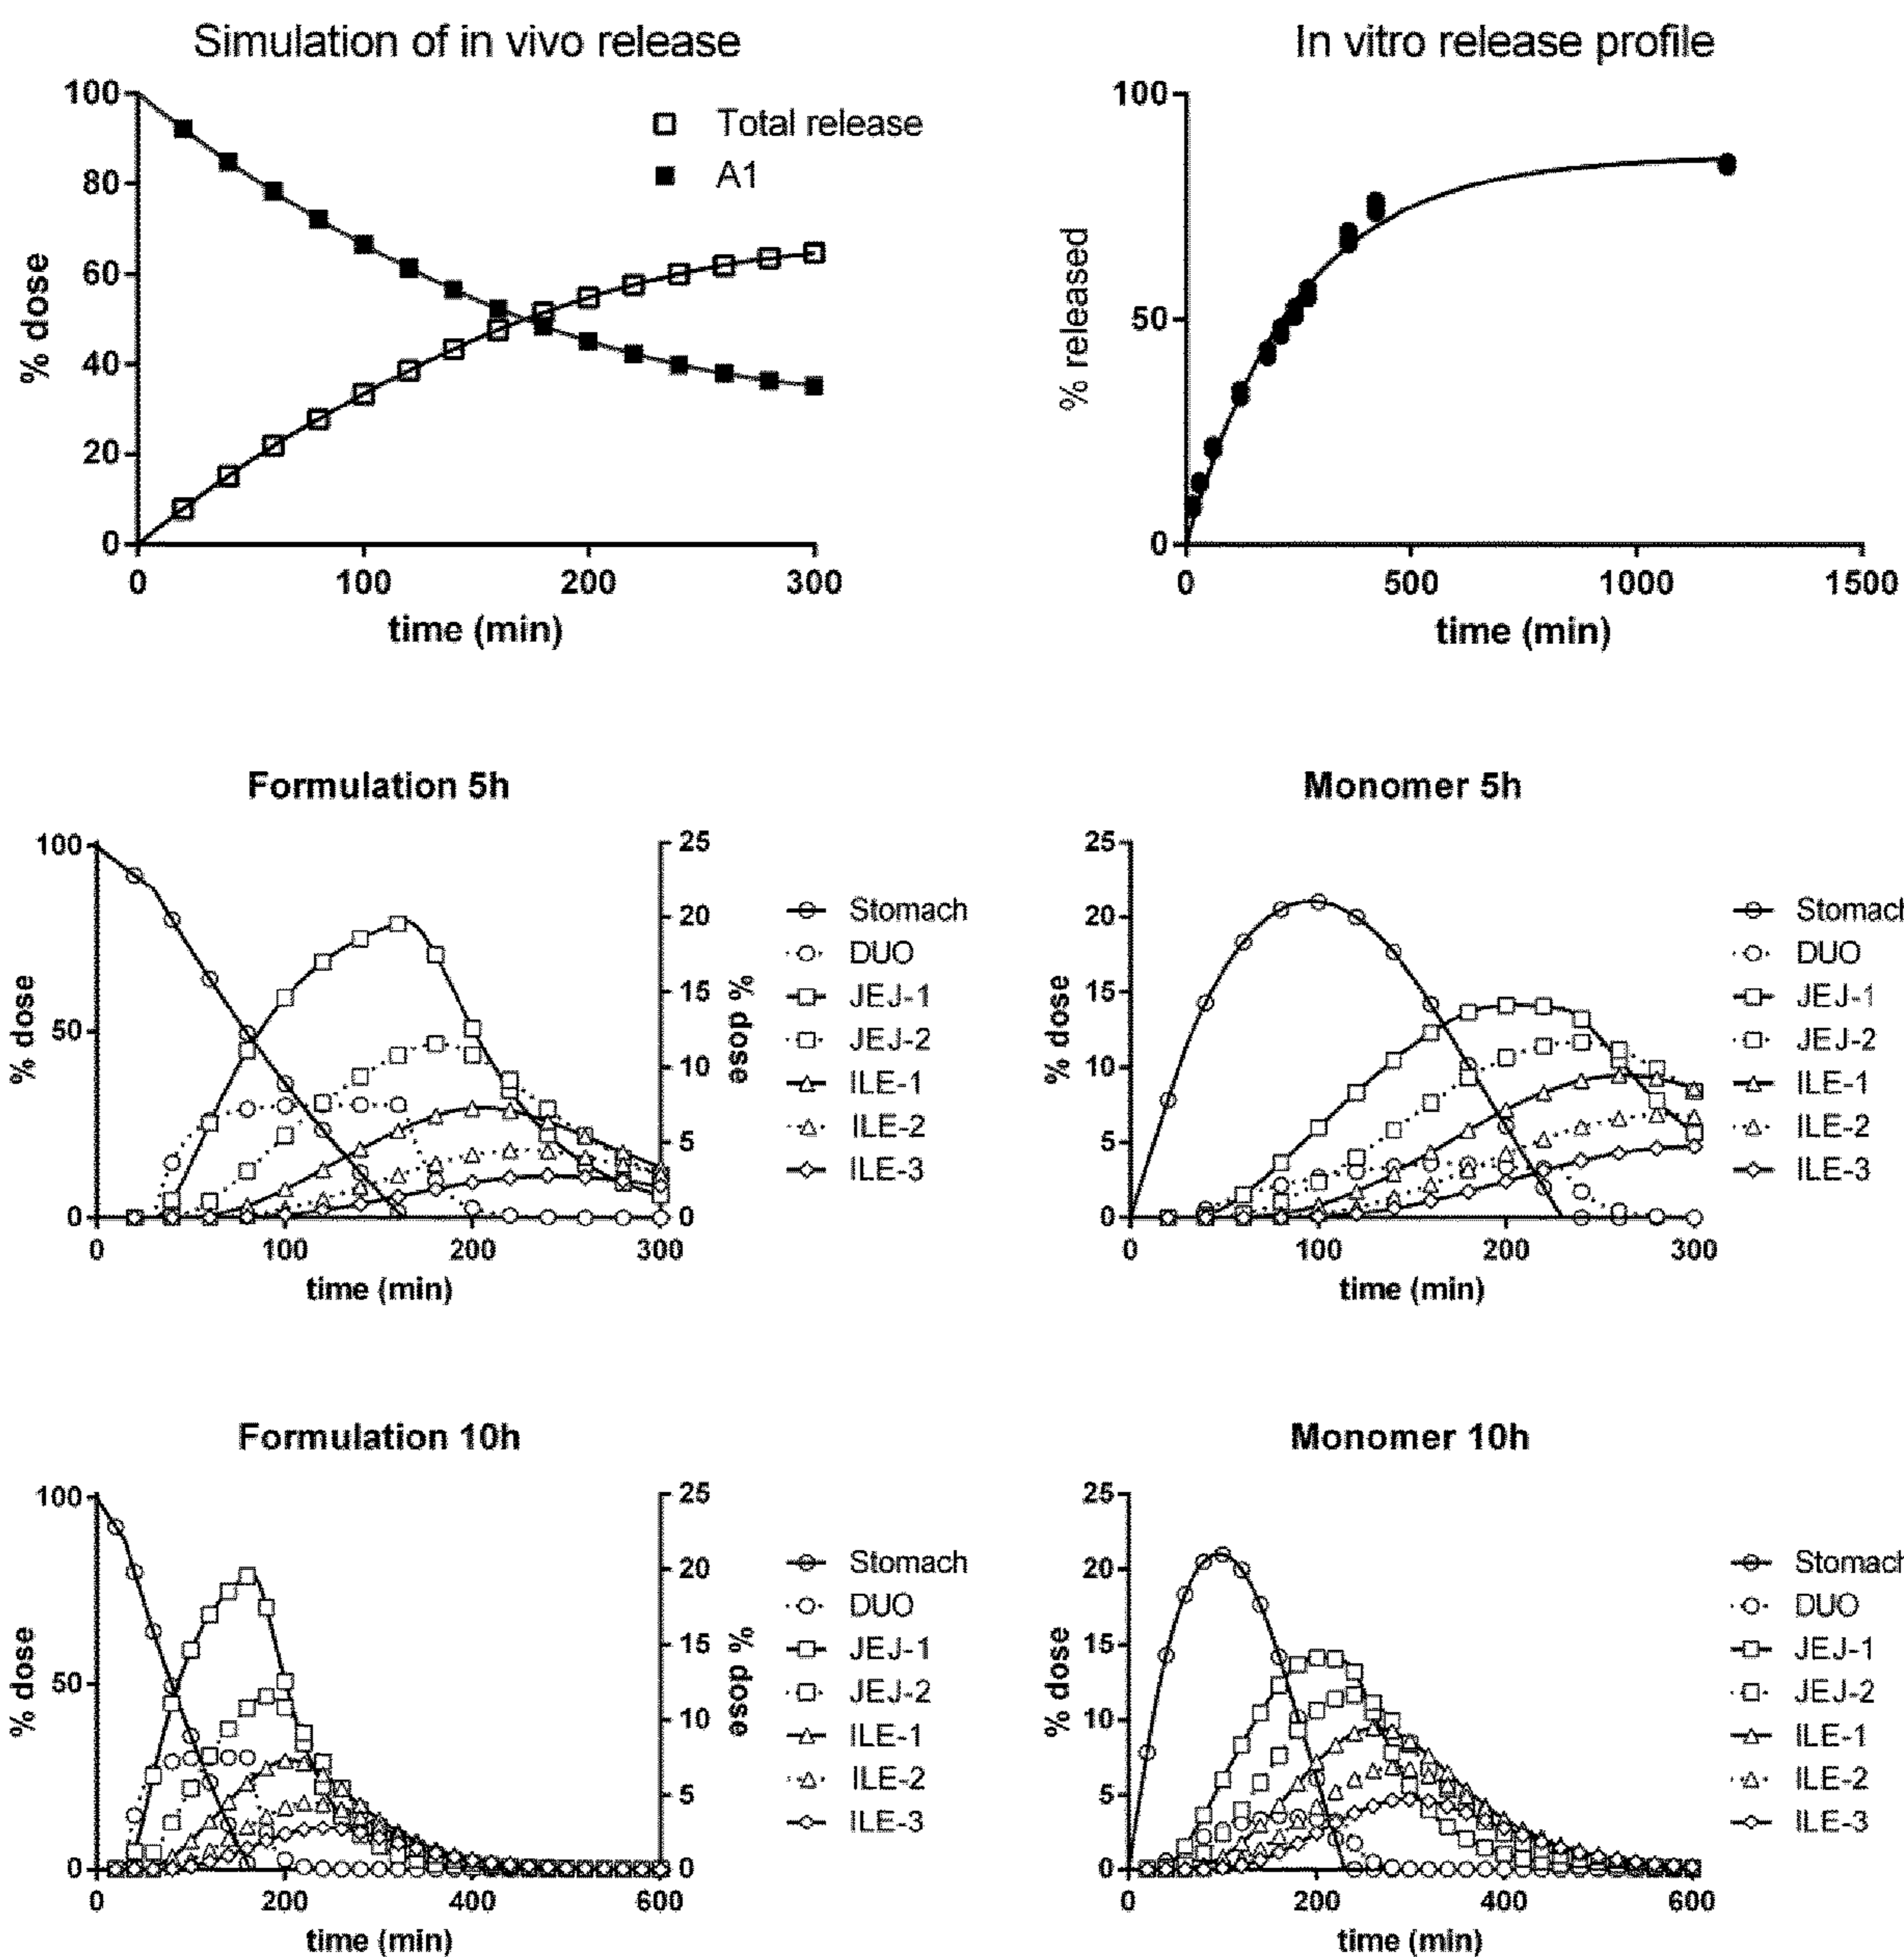 Simulation of in vivo release
100
80
60
40
20
0
% dose
Total release
A1
0 100 200 300
time (min)
In vitro release profile
100
50
0
% released
0 500 1000 1500
time (min)
Formulation 5h
100
50
0
% dose
25
20
15
10
5
0
% dose
Stomach
DUO
JEJ-1
JEJ-2
ILE-1
ILE-2
ILE-3
0 100 200 300
time (min)
Monomer 5h
25
20
15
10
5
0
% dose
Stomach
DUO
JEJ-1
JEJ-2
ILE-1
ILE-2
ILE-3
0 100 200 300
time (min)
Formulation 10h
100
50
0
% dose
25
20
15
10
5
0
% dose
Stomach
DUO
JEJ-1
JEJ-2
ILE-1
ILE-2
ILE-3
0 200 400 600
time (min)
Monomer 10h
25
20
15
10
5
0
% dose
Stomach
DUO
JEJ-1
JEJ-2
ILE-1
ILE-2
ILE-3
0 200 400 600
time (min)